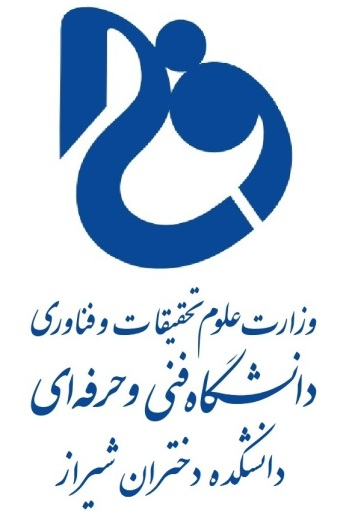 وزارت علوم تحقیقات و فناوری
دانشگاه فنی و حرفه‌ای
دانشکده دختران شیراز